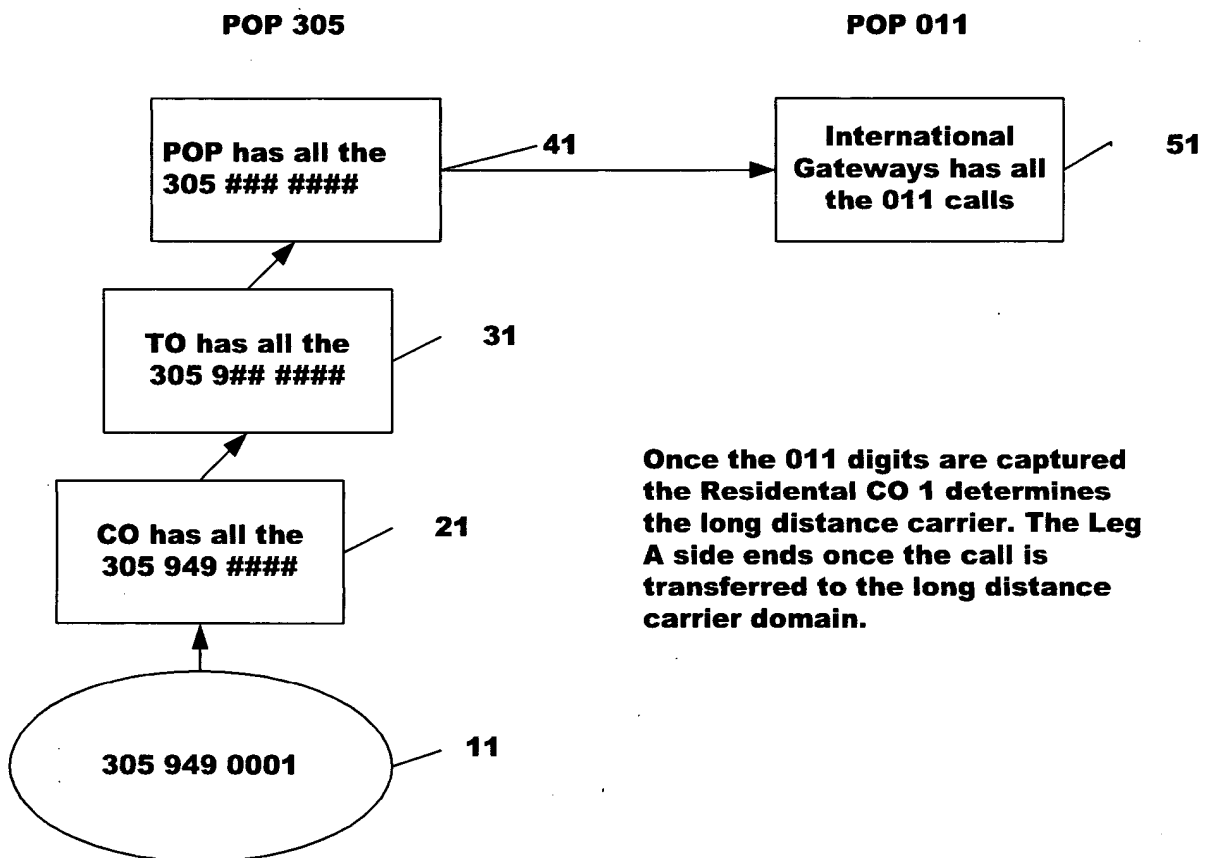 POP 305
POP 011
POP has all the
305 ### ####
41
International
Gateways has all
the 011 calls
51
TO has all the
305 9## ####
31
CO has all the
305 949 ####
21
Once the 011 digits are captured
the Residental CO 1 determines
the long distance carrier. The Leg
A side ends once the call is
transferred to the long distance
carrier domain.
305 949 0001
11